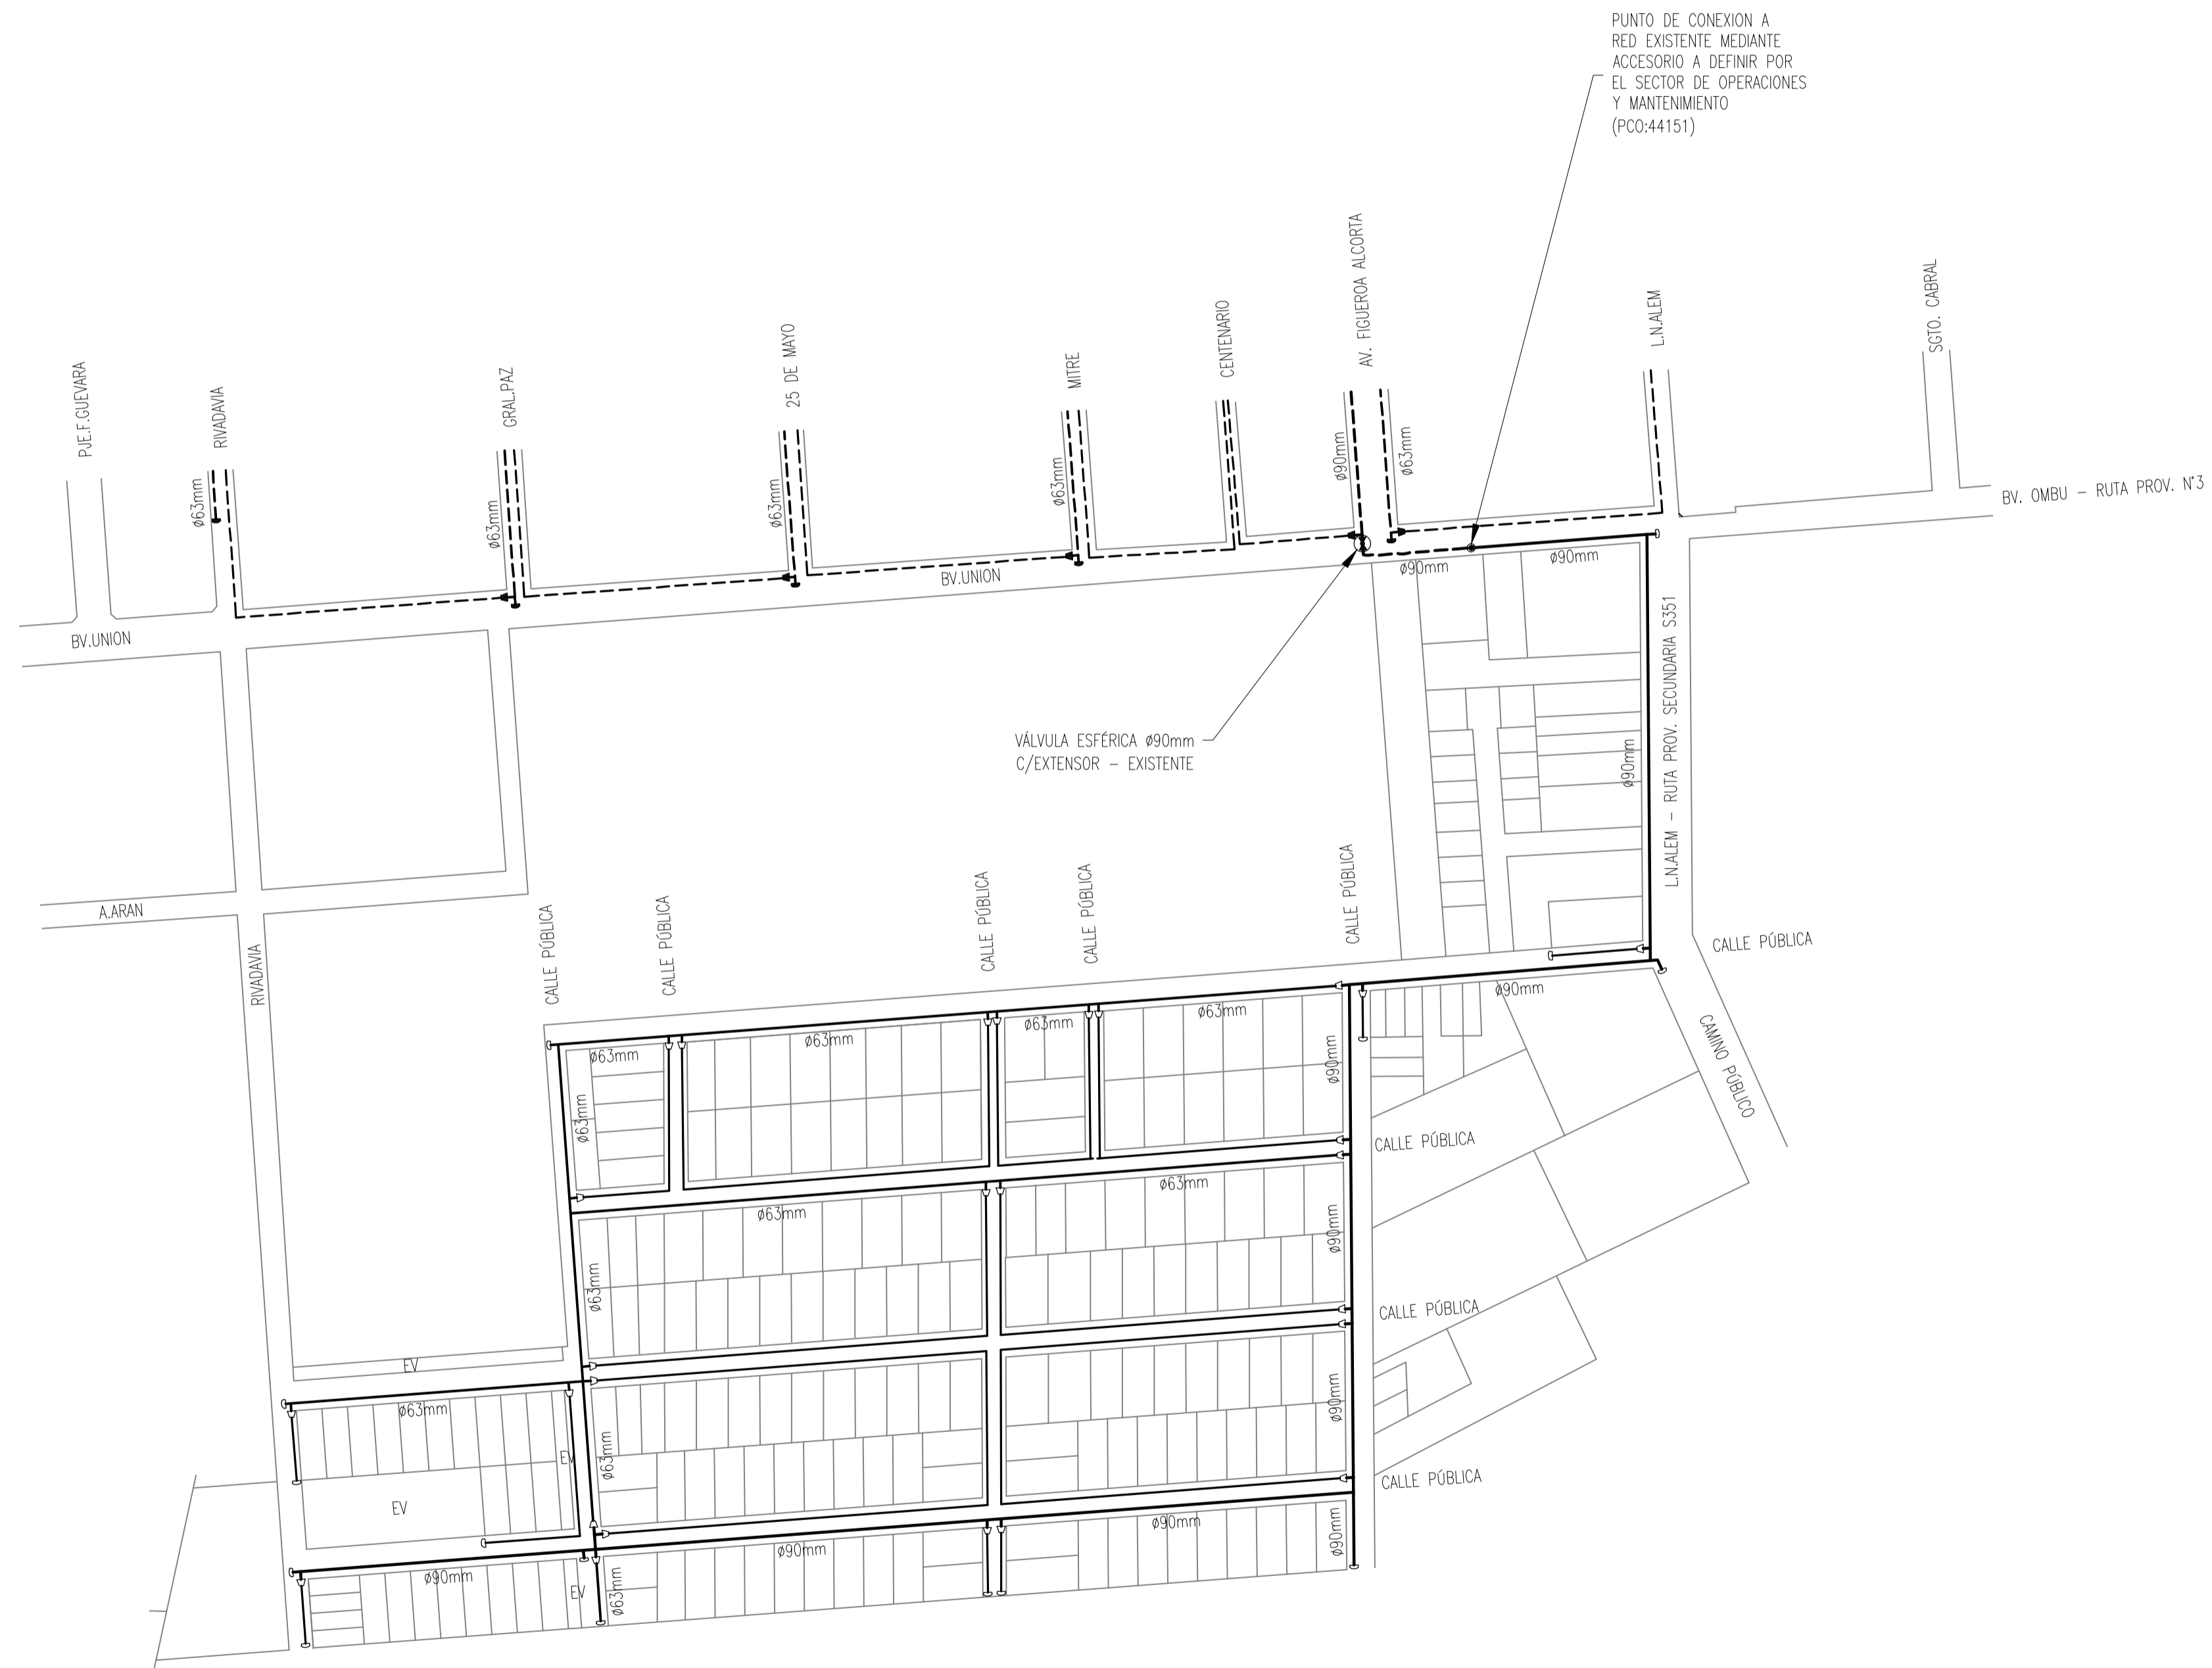 PUNTO DE CONEXION A
RED EXISTENTE MEDIANTE
ACCESORIO A DEFINIR POR
EL SECTOR DE OPERACIONES
Y MANTENIMIENTO
(PCO:44151)
PJE.F.GUEVARA
RIVADAVIA
GRAL.PAZ
25 DE MAYO
MITRE
CENTENARIO
AV. FIGUEROA ALCORTA
L.N.ALEM
SGTO. CABRAL
ø63mm
ø63mm
ø63mm
ø63mm
ø90mm
ø63mm
BV. OMBU - RUTA PROV. N°3
BV.UNION
BV.UNION
ø90mm
ø90mm
VÁLVULA ESFÉRICA ø90mm
C/EXTENSOR - EXISTENTE
ø90mm
L.N.ALEM - RUTA PROV. SECUNDARIA S351
A.ARAN
RIVADAVIA
CALLE PÚBLICA
CALLE PÚBLICA
CALLE PÚBLICA
CALLE PÚBLICA
CALLE PÚBLICA
CALLE PÚBLICA
ø90mm
CAMINO PÚBLICO
ø63mm
ø63mm
ø63mm
ø63mm
ø63mm
ø90mm
CALLE PÚBLICA
ø63mm
ø63mm
ø63mm
ø90mm
CALLE PÚBLICA
EV
ø63mm
EV
EV
ø63mm
ø90mm
CALLE PÚBLICA
ø90mm
ø90mm
ø90mm
EV
ø63mm
ø90mm